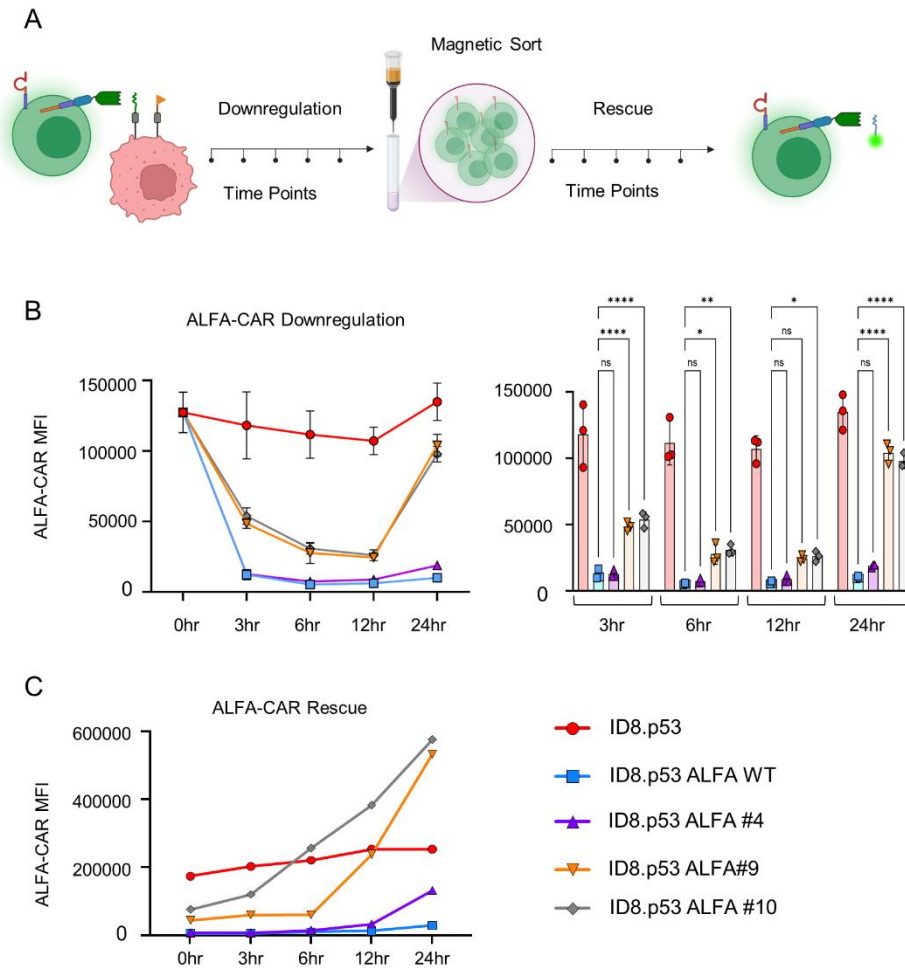 A
Magnetic Sort
Downregulation
Rescue
Time Points
Time Points
B
ALFA-CAR Downregulation
ALFA-CAR MFI
150000
100000
50000
0
0hr 3hr 6hr 12hr 24hr
**** ** * ****
**** * ns ****
ns ns ns ns
150000
100000
50000
0
3hr 6hr 12hr 24hr
C
ALFA-CAR Rescue
ALFA-CAR MFI
600000
400000
200000
0
0hr 3hr 6hr 12hr 24hr
ID8.p53
ID8.p53 ALFA WT
ID8.p53 ALFA #4
ID8.p53 ALFA#9
ID8.p53 ALFA #10